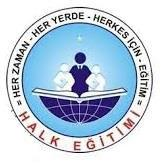 = HER ZAMAN - HER YERDE - HERKES İÇİN - EĞİTİM =
HALK EĞİTİMİ